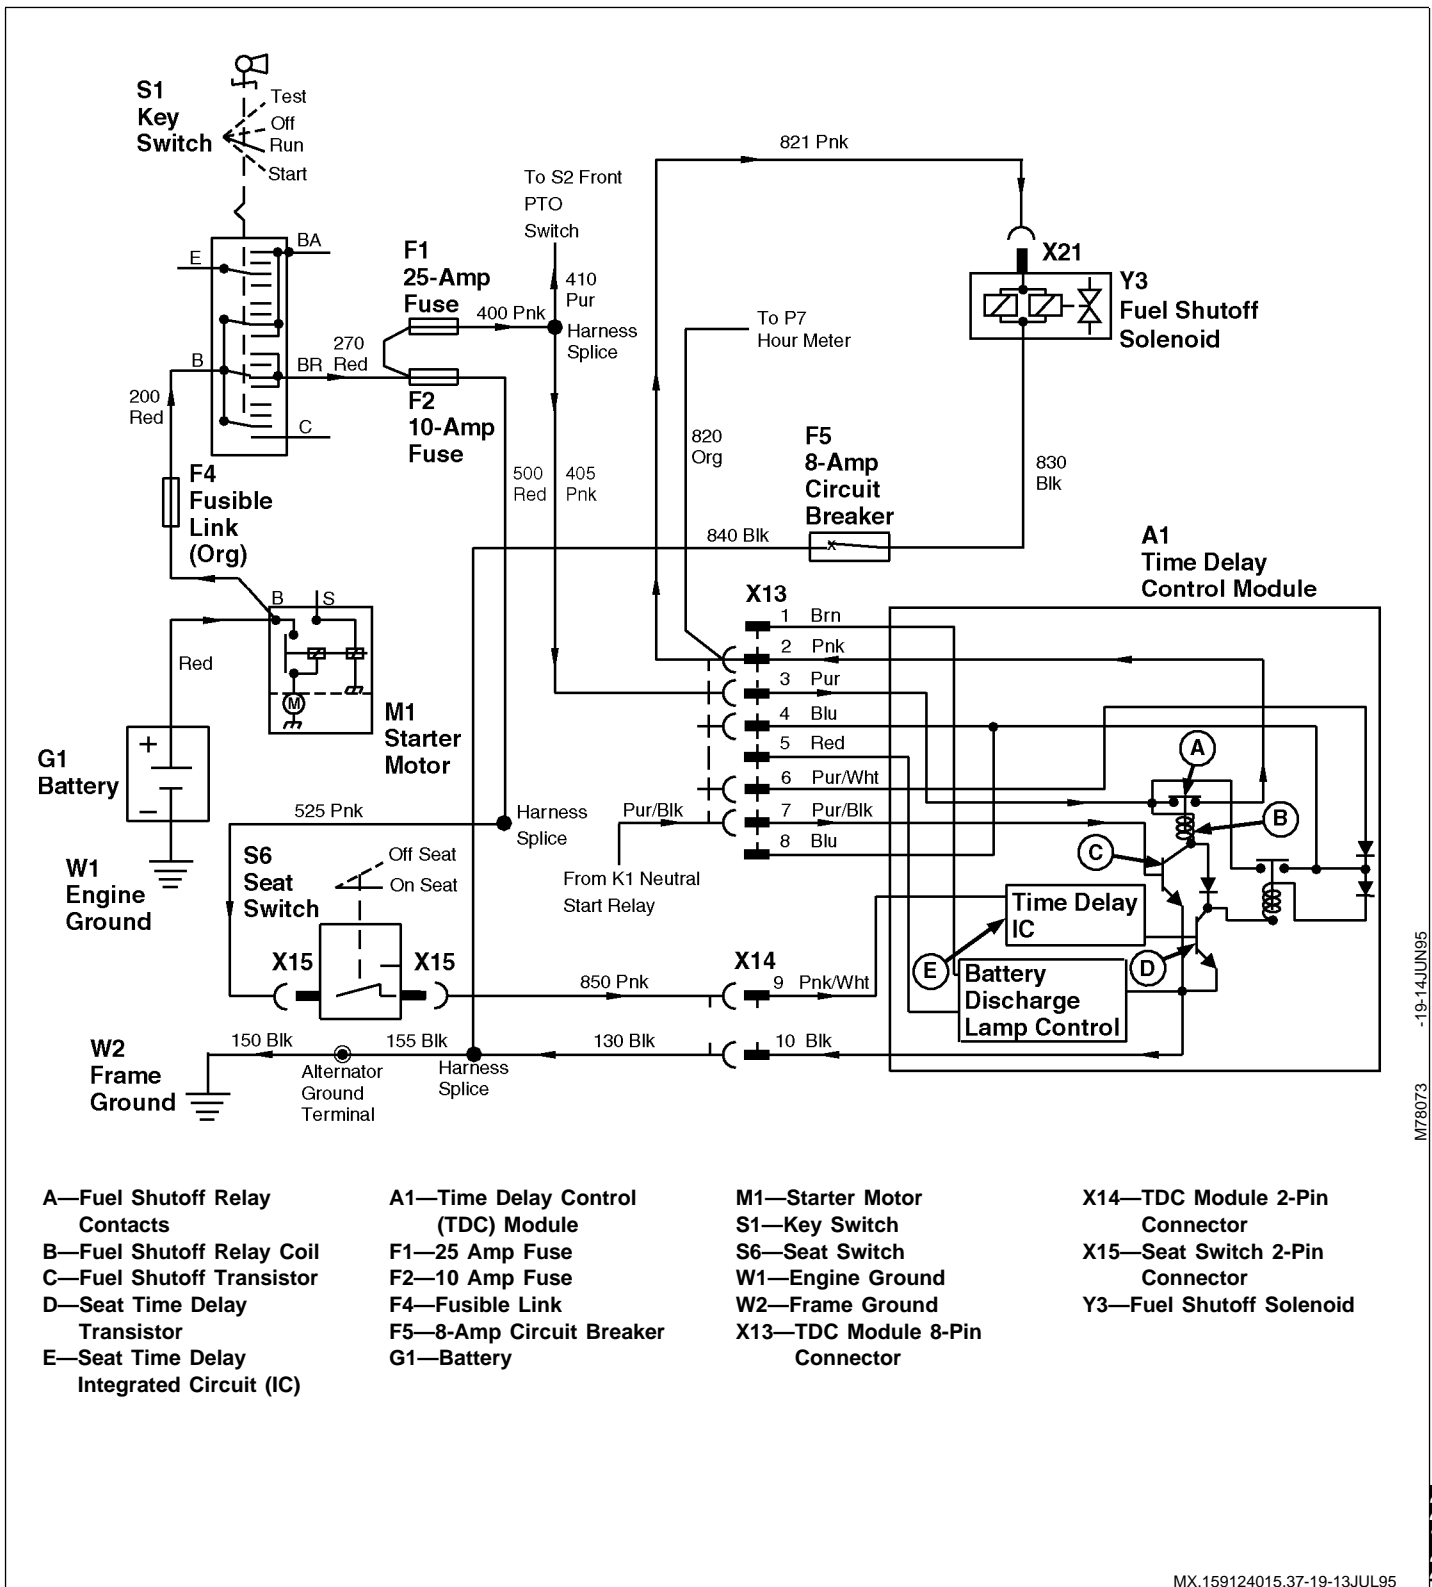 S1
Key
Switch
Test
Off
Run
Start
821 Pnk
To S2 Front
PTO
Switch
X21
Y3
Fuel Shutoff
Solenoid
BA
E
F1
25-Amp
Fuse
400 Pnk
410
Pur
Harness
Splice
To P7
Hour Meter
B
BR
270
Red
200
Red
F2
10-Amp
Fuse
C
820
Org
F5
8-Amp
Circuit
Breaker
830
Blk
500
Red
405
Pnk
F4
Fusible
Link
(Org)
840 Blk
A1
Time Delay
Control Module
X13
B
S
1 Brn
2 Pnk
3 Pur
4 Blu
5 Red
6 Pur/Wht
7 Pur/Blk
8 Blu
Red
M
M1
Starter
Motor
G1
Battery
+
−
A
B
C
525 Pnk
Harness
Splice
Pur/Blk
From K1 Neutral
Start Relay
S6
Seat
Switch
Off Seat
On Seat
W1
Engine
Ground
Time Delay
IC
E
D
Battery
Discharge
Lamp Control
X15
X15
850 Pnk
X14
9 Pnk/Wht
10 Blk
W2
Frame
Ground
150 Blk
155 Blk
130 Blk
Alternator
Ground
Terminal
Harness
Splice
-19-14JUN95
M78073
A—Fuel Shutoff Relay
Contacts
B—Fuel Shutoff Relay Coil
C—Fuel Shutoff Transistor
D—Seat Time Delay
Transistor
E—Seat Time Delay
Integrated Circuit (IC)
A1—Time Delay Control
(TDC) Module
F1—25 Amp Fuse
F2—10 Amp Fuse
F4—Fusible Link
F5—8-Amp Circuit Breaker
G1—Battery
M1—Starter Motor
S1—Key Switch
S6—Seat Switch
W1—Engine Ground
W2—Frame Ground
X13—TDC Module 8-Pin
Connector
X14—TDC Module 2-Pin
Connector
X15—Seat Switch 2-Pin
Connector
Y3—Fuel Shutoff Solenoid
MX,159124015,37-19-13JUL95